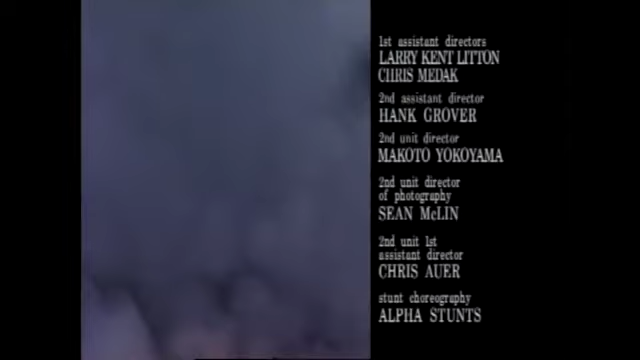 1st assistant directors
LARRY KENT LITTON
CHRIS MEDAK
2nd assistant director
HANK GROVER
2nd unit director
MAKOTO YOKOYAMA
2nd unit director
of photography
SEAN McLIN
2nd unit 1st
assistant director
CHRIS AUER
stunt choreography
ALPHA STUNTS